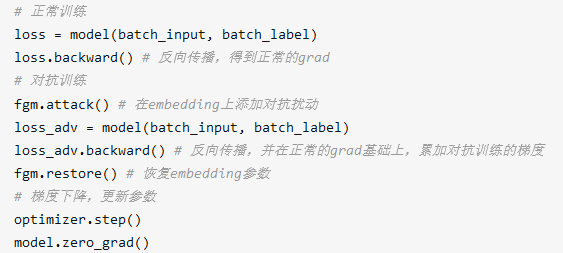 # 正常训练
loss = model(batch_input, batch_label)
loss.backward() # 反向传播，得到正常的grad
# 对抗训练
fgm.attack() # 在embedding上添加对抗扰动
loss_adv = model(batch_input, batch_label)
loss_adv.backward() # 反向传播，并在正常的grad基础上，累加对抗训练的梯度
fgm.restore() # 恢复embedding参数
# 梯度下降，更新参数
optimizer.step()
model.zero_grad()